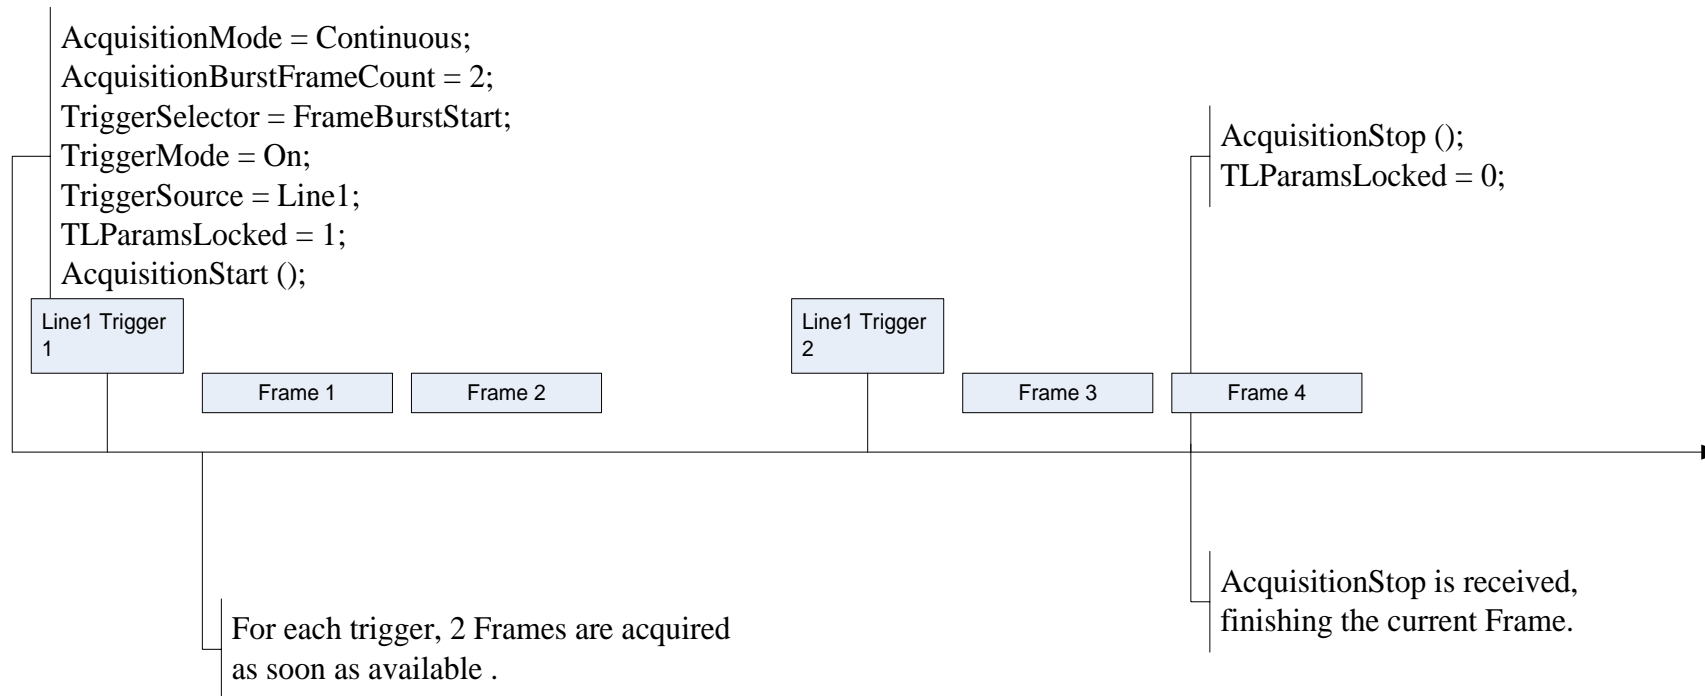 AcquisitionMode = Continuous;
AcquisitionBurstFrameCount = 2;
TriggerSelector = FrameBurstStart;
TriggerMode = On;
TriggerSource = Line1;
TLParamsLocked = 1;
AcquisitionStart ();
AcquisitionStop ();
TLParamsLocked = 0;
Line1 Trigger
1
Line1 Trigger
2
Frame 1
Frame 2
Frame 3
Frame 4
For each trigger, 2 Frames are acquired
as soon as available .
AcquisitionStop is received,
finishing the current Frame.